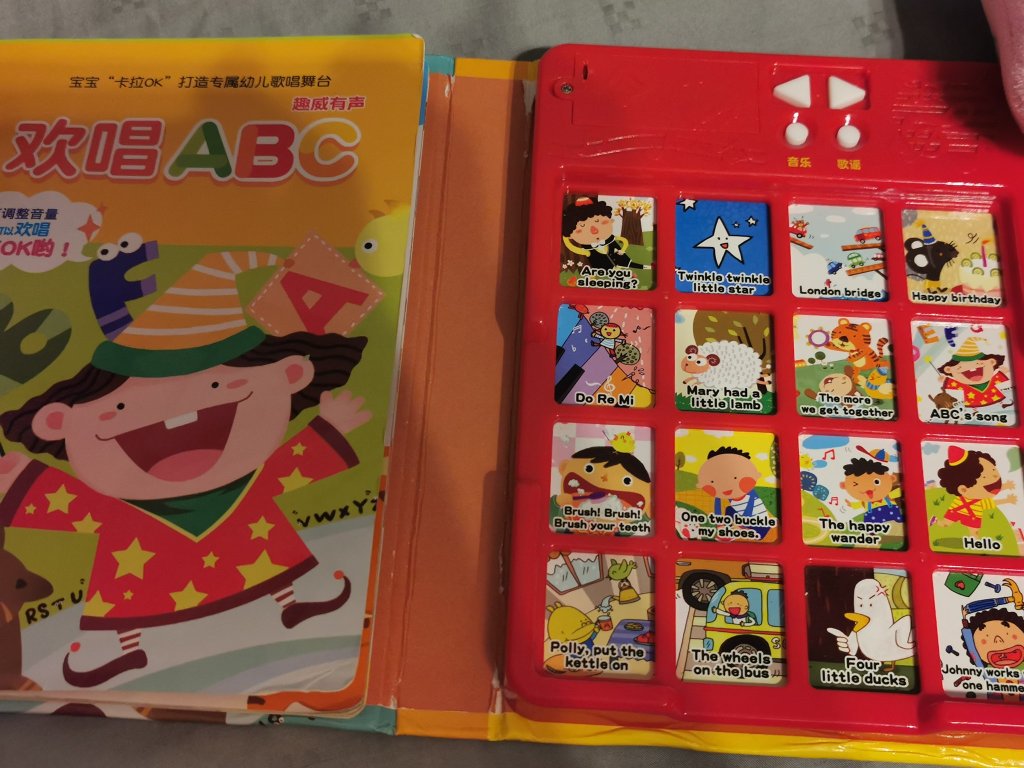 宝宝“卡拉OK”打造专属幼儿歌唱舞台
趣威有声
欢唱ABC
调整音量
可以欢唱
OK哟！
A
RSTU
VWXYZ
音乐
歌谣
Are you
sleeping?
Twinkle twinkle
little star
London bridge
Happy birthday
Do Re Mi
Mary had a
little lamb
The more
we get together
ABC's song
Brush! Brush!
Brush your teeth
One two buckle
my shoes.
The happy
wander
Hello
Polly, put the
kettle on
The wheels
on the bus
Four
little ducks
Johnny works
one hamme